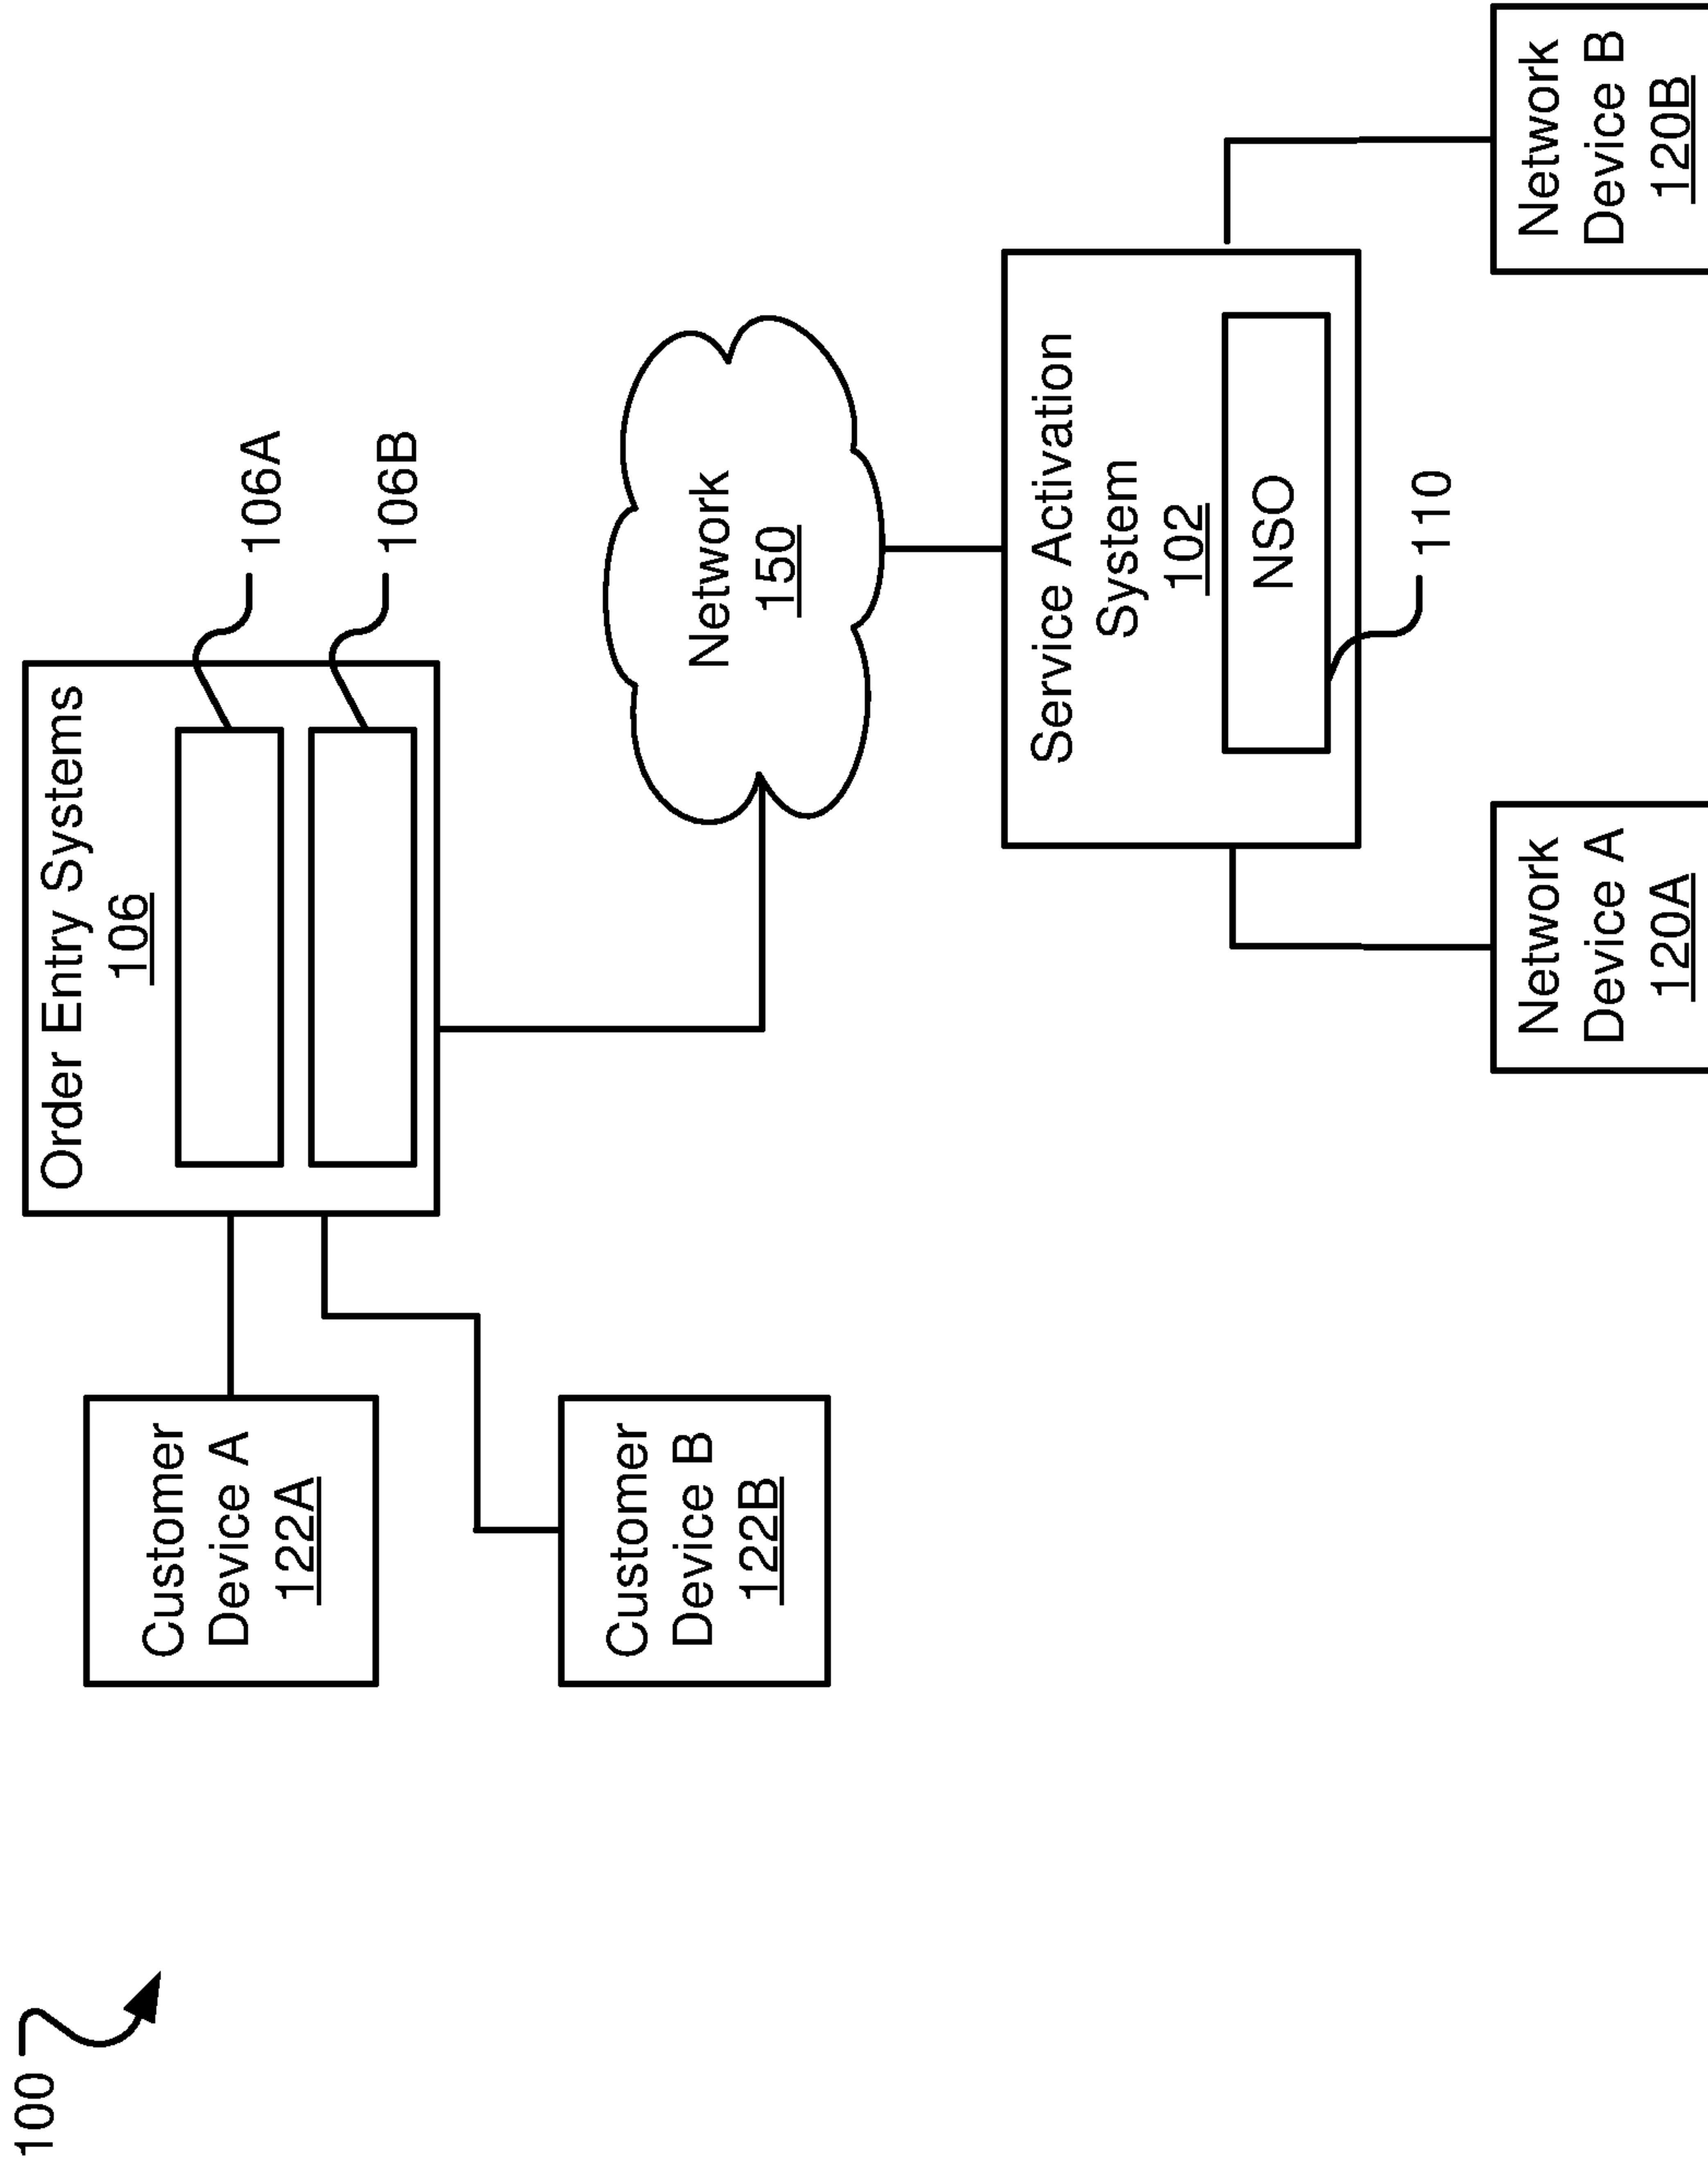 100
Order Entry Systems
106
106A
106B
Customer
Device A
122A
Customer
Device B
122B
Network
150
Service Activation
System
102
NSO
110
Network
Device A
120A
Network
Device B
120B